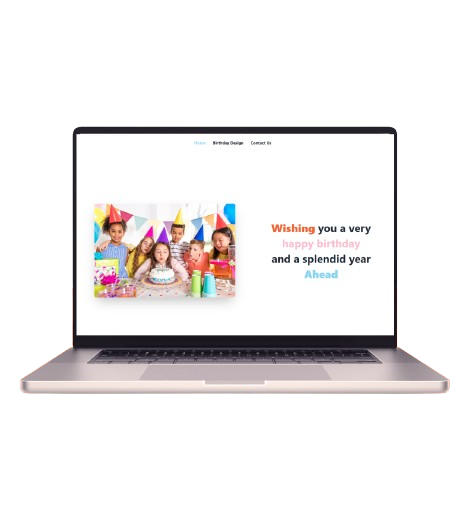 Home Birthday Design Contact Us
Wishing you a very
happy birthday
and a splendid year
Ahead